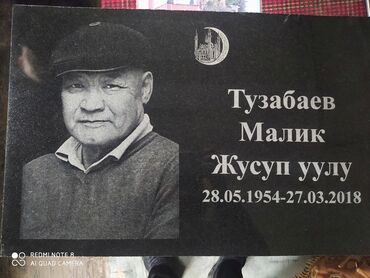 Тузабаев
Малик
Жусуп уулу
28.05.1954-27.03.2018
REDMI NOTE 8
AI QUAD CAMERA